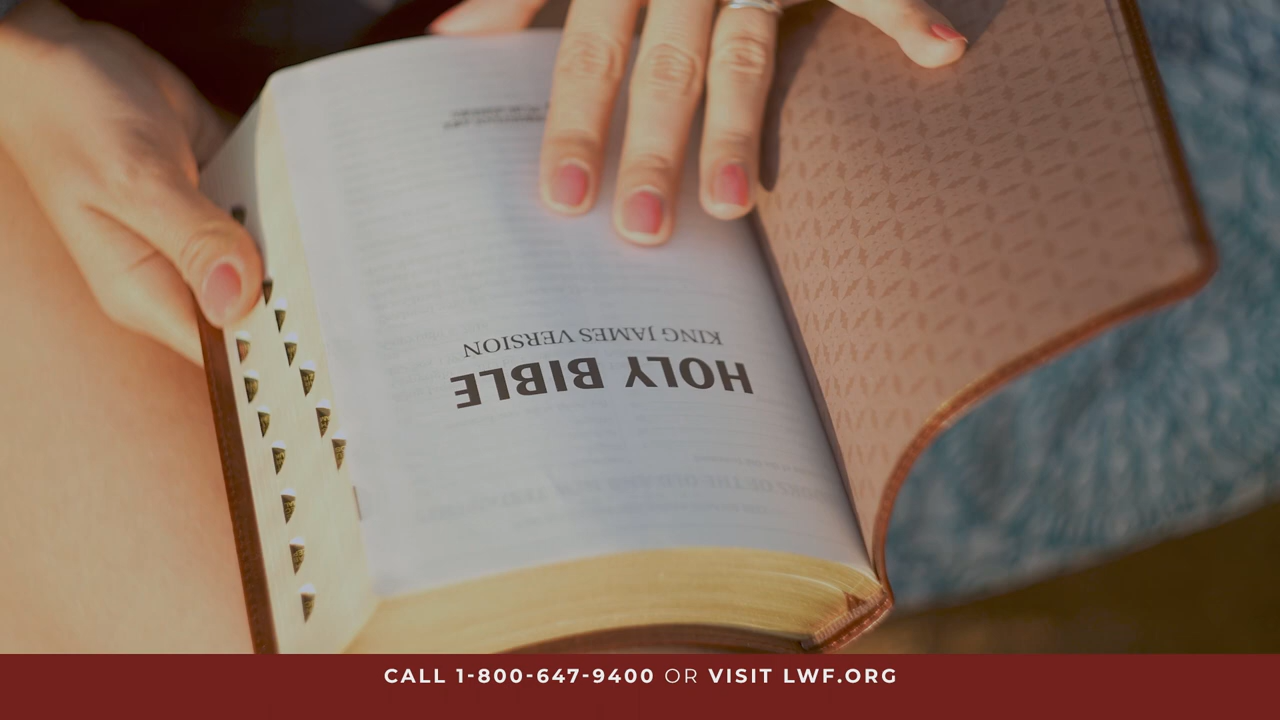 HOLY BIBLE
KING JAMES VERSION
CALL 1-800-647-9400 OR VISIT LWF.ORG